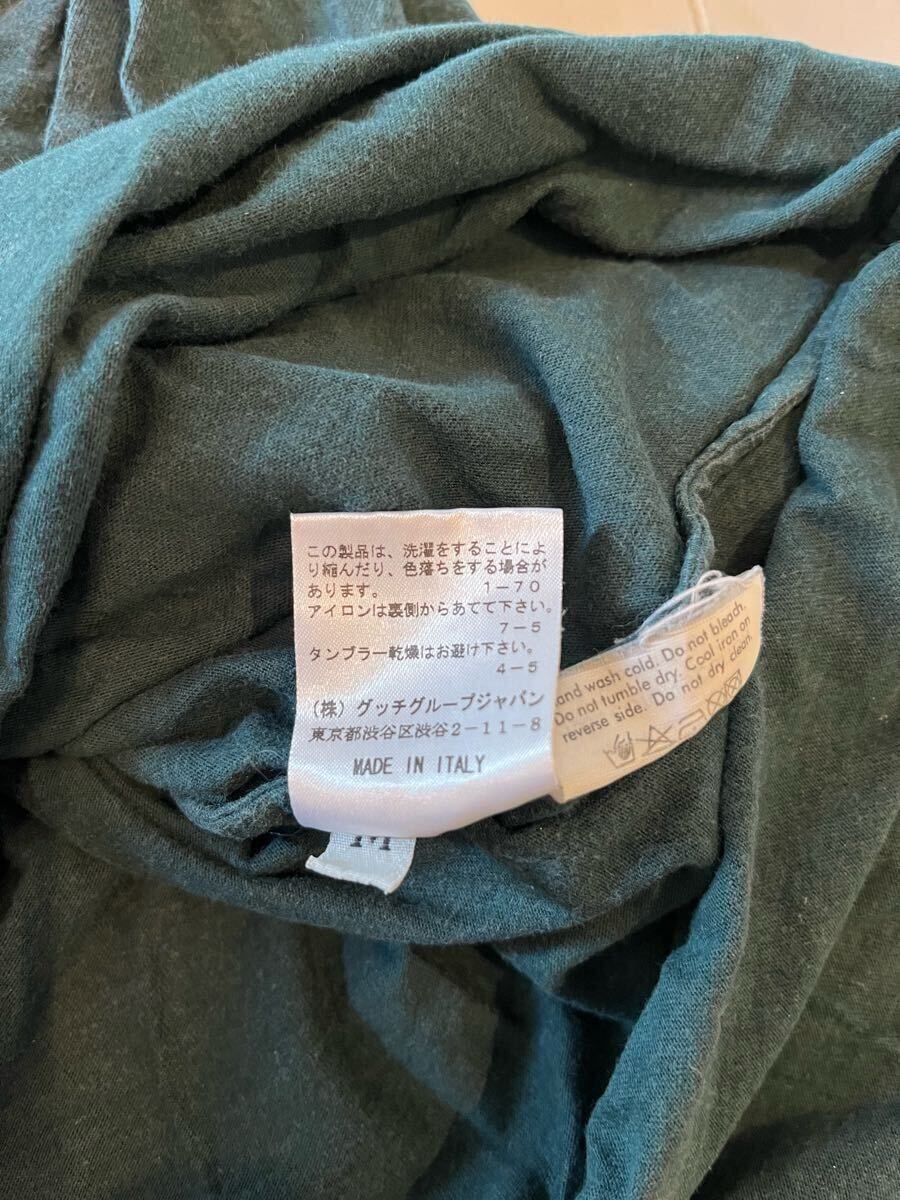 この製品は、洗濯をすることによ
り縮んだり、色落ちをする場合が
あります。 1-70
アイロンは裏側からあてて下さい。
7-5
タンブラー乾燥はお避け下さい。
4-5
(株) グッチグループジャパン
東京都渋谷区渋谷2-11-8
MADE IN ITALY
and wash cold. Do not bleach.
Do not tumble dry. Cool iron on
reverse side. Do not dry clean.
M